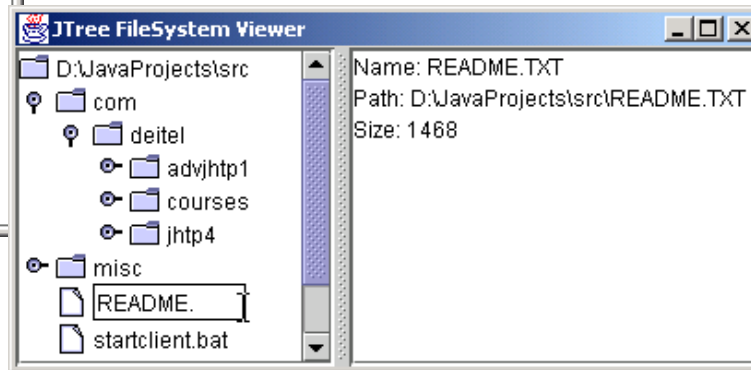 JTree FileSystem Viewer
D:\JavaProjects\src
com
deitel
advjhtp1
courses
jhtp4
misc
README.
startclient.bat
Name: README.TXT
Path: D:\JavaProjects\src\README.TXT
Size: 1468